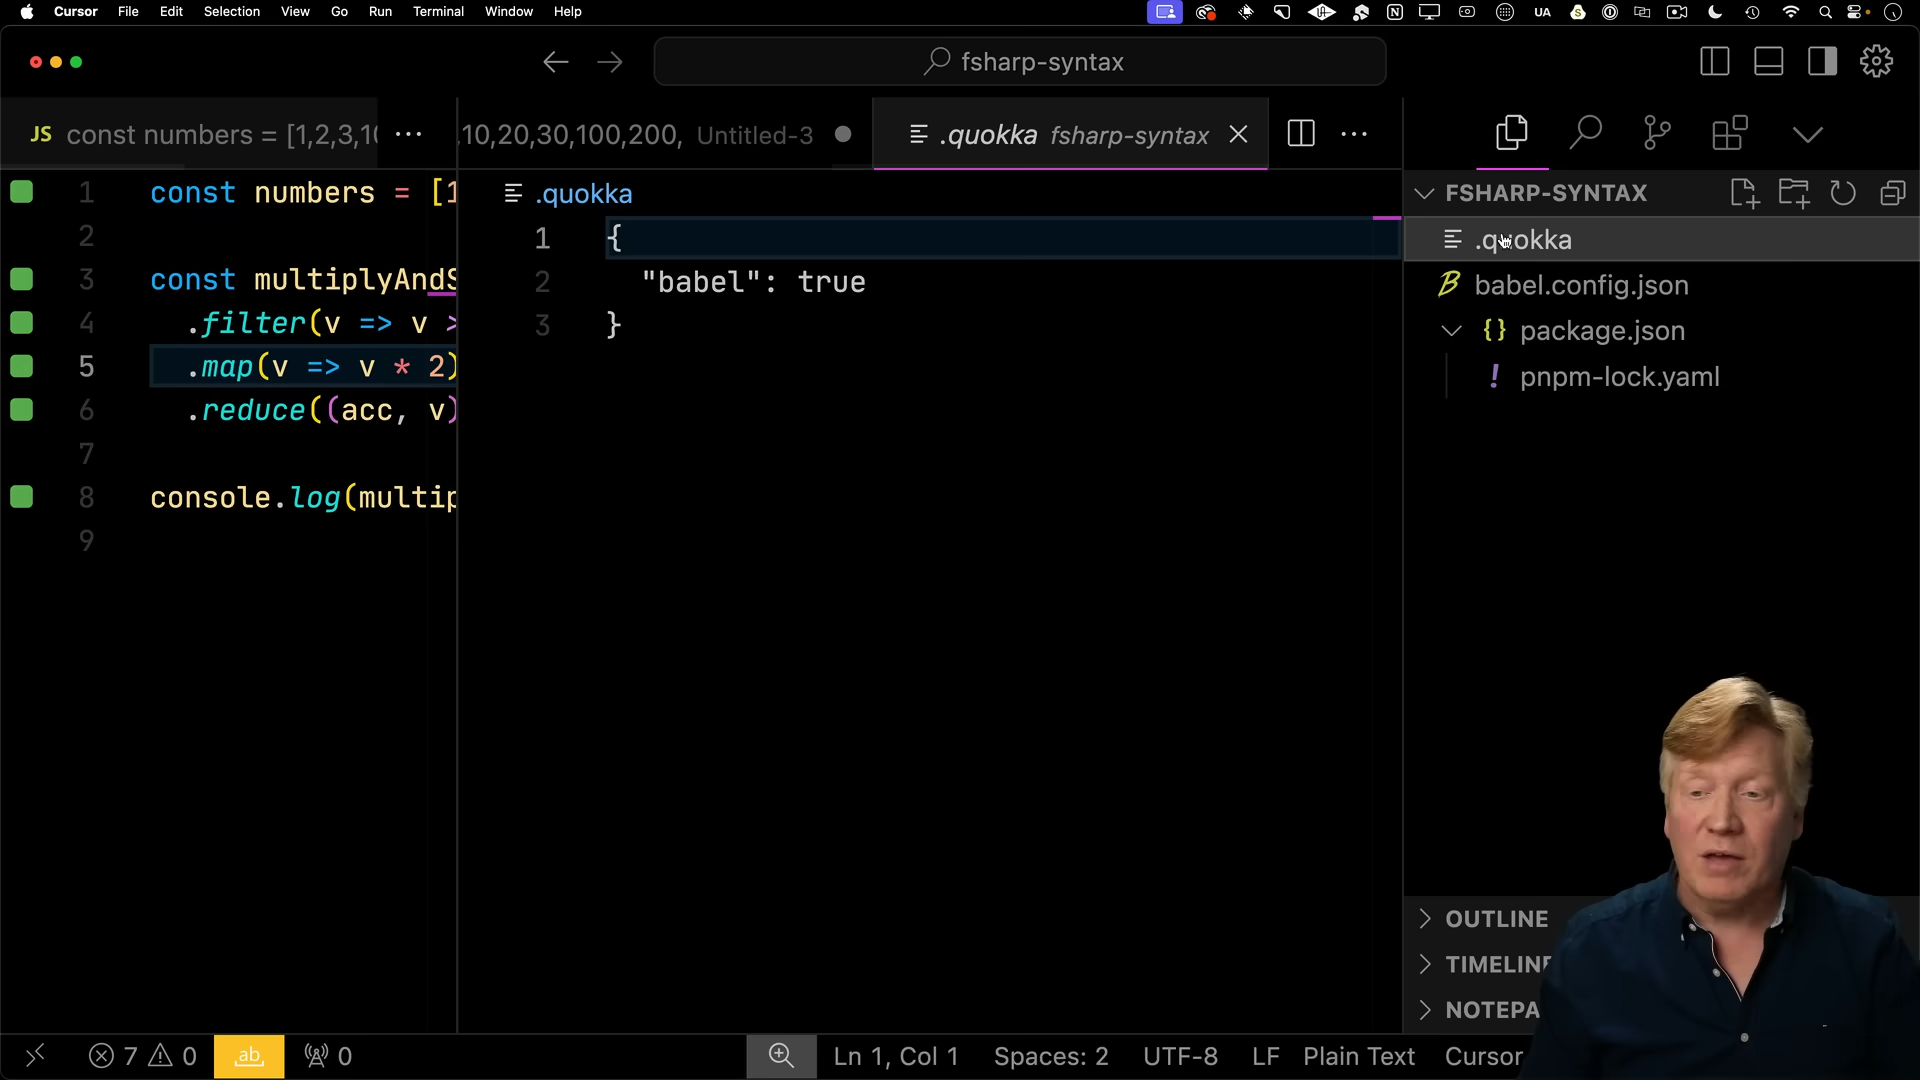 Cursor File Edit Selection View Go Run Terminal Window Help
UA
fsharp-syntax
JS const numbers = [1,2,3,10 ...
,10,20,30,100,200, Untitled-3
.quokka fsharp-syntax
1 const numbers = [1
2
3 const multiplyAndS
4 .filter(v => v >
5 .map(v => v * 2)
6 .reduce((acc, v)
7
8 console.log(multip
9
.quokka
1 {
2 "babel": true
3 }
FSHARP-SYNTAX
.quokka
babel.config.json
{} package.json
! pnpm-lock.yaml
OUTLINE
TIMELINE
NOTEPA
7 0 ab 0
Ln 1, Col 1 Spaces: 2 UTF-8 LF Plain Text Cursor